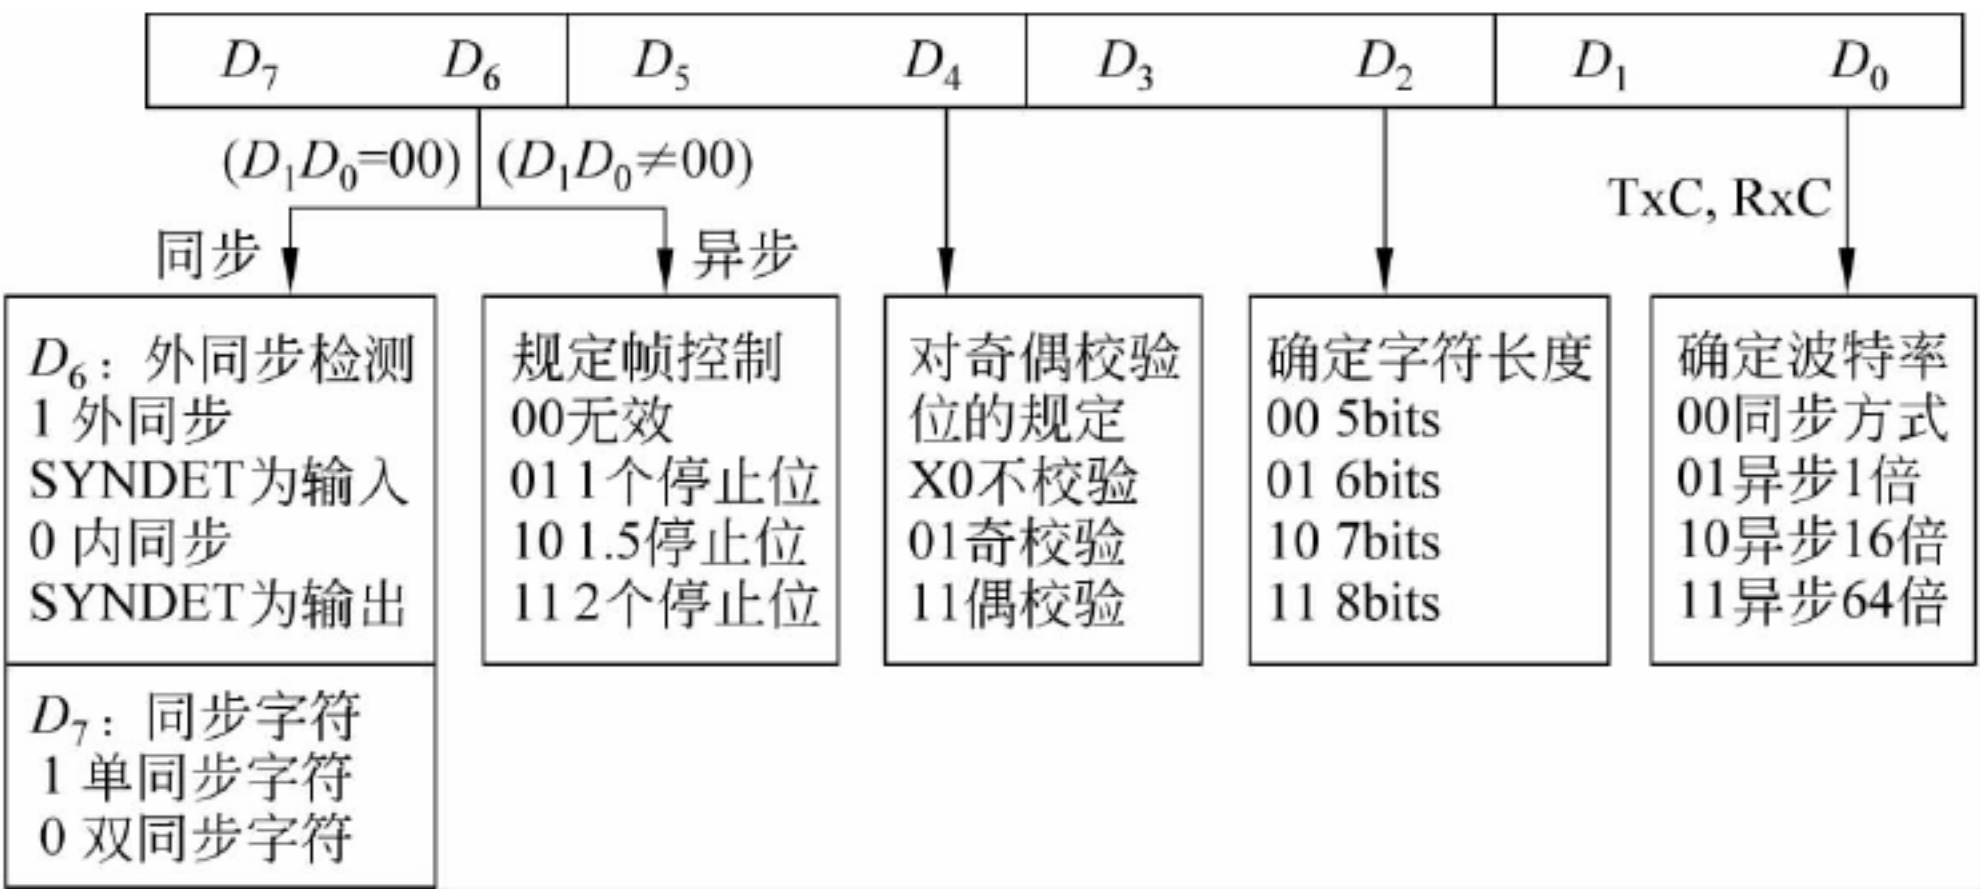 D₇ D₆ D₅ D₄ D₃ D₂ D₁ D₀
(D₁D₀=00) (D₁D₀≠00)
TxC, RxC
同步 异步
D₆：外同步检测
1 外同步
SYNDET为输入
0 内同步
SYNDET为输出
D₇：同步字符
1 单同步字符
0 双同步字符
规定帧控制
00无效
01 1个停止位
10 1.5停止位
11 2个停止位
对奇偶校验
位的规定
X0不校验
01奇校验
11偶校验
确定字符长度
00 5bits
01 6bits
10 7bits
11 8bits
确定波特率
00同步方式
01异步1倍
10异步16倍
11异步64倍